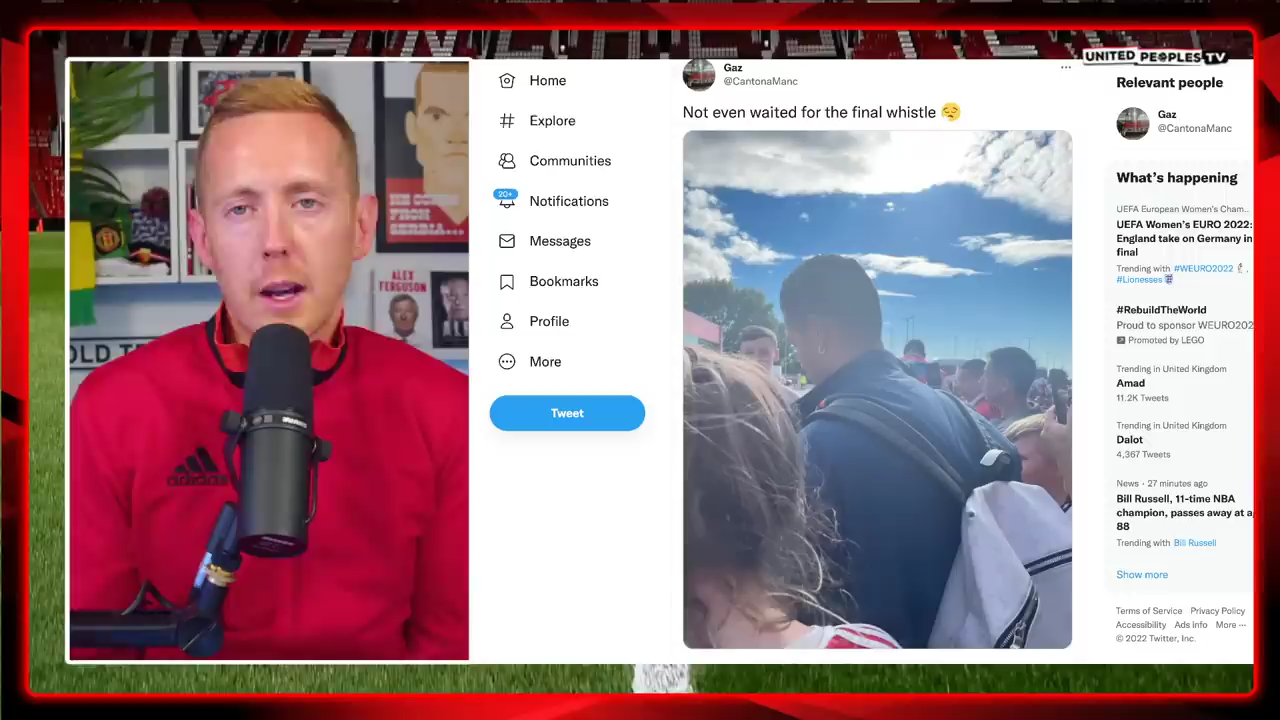 UNITED PEOPLES TV
Home
Explore
Communities
20+
Notifications
Messages
Bookmarks
Profile
More
Tweet
Gaz
@CantonaManc
Not even waited for the final whistle
Relevant people
Gaz
@CantonaManc
What's happening
UEFA European Women's Cham...
UEFA Women's EURO 2022:
England take on Germany in
final
Trending with #WEURO2022 ,
#Lionesses
#RebuildTheWorld
Proud to sponsor WEURO202
Promoted by LEGO
Trending in United Kingdom
Amad
11.2K Tweets
Trending in United Kingdom
Dalot
4,367 Tweets
News · 27 minutes ago
Bill Russell, 11-time NBA
champion, passes away at a
88
Trending with Bill Russell
Show more
Terms of Service Privacy Policy
Accessibility Ads info More ···
© 2022 Twitter, Inc.
ALEX
FERGUSON
OLD T
adidas